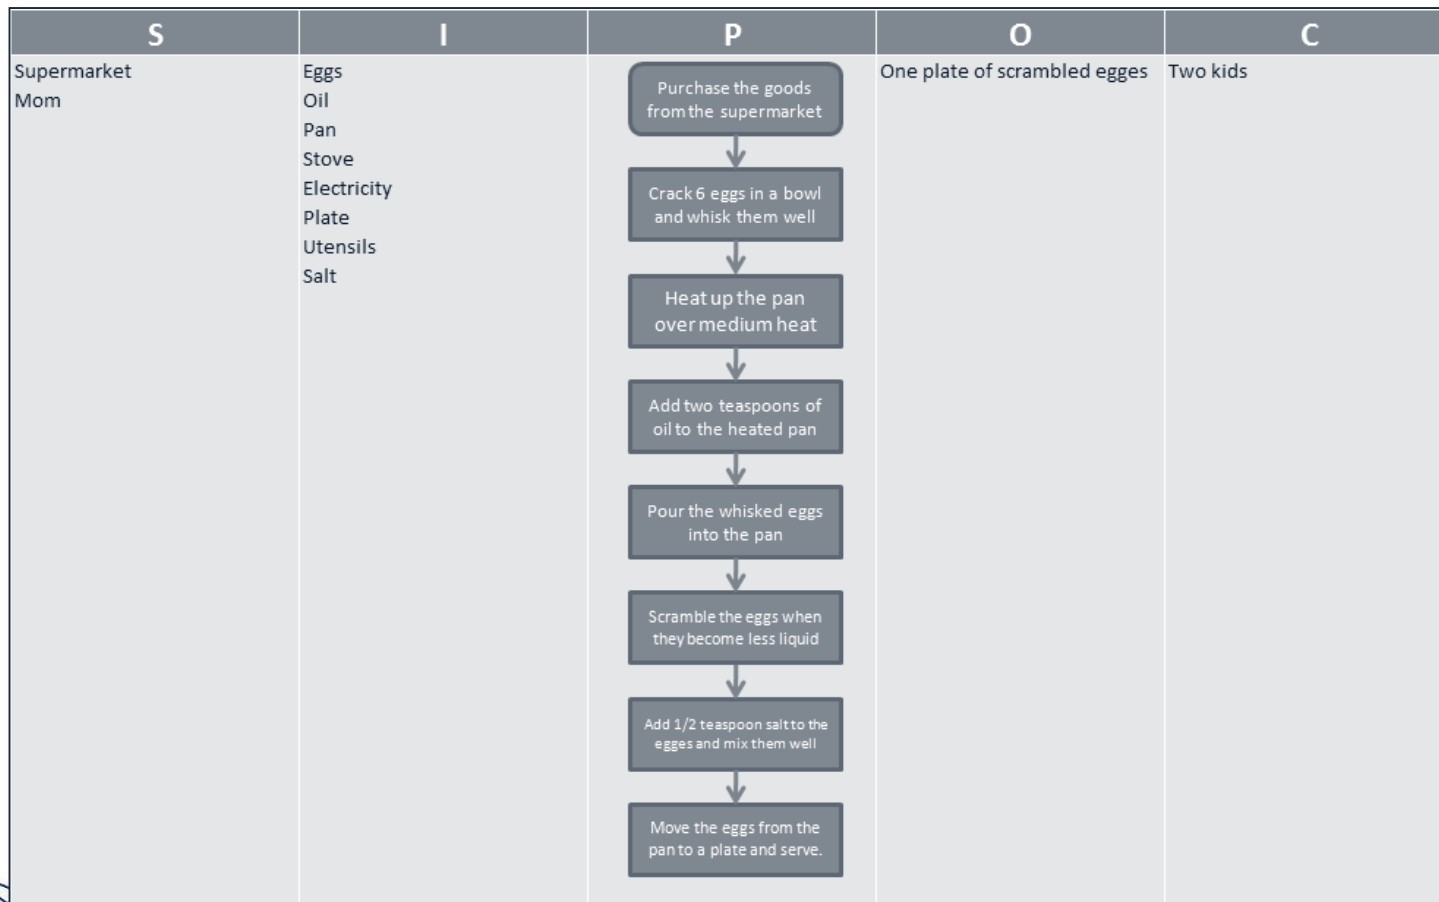 S
I
P
O
C
Supermarket
Mom
Eggs
Oil
Pan
Stove
Electricity
Plate
Utensils
Salt
Purchase the goods
from the supermarket
Crack 6 eggs in a bowl
and whisk them well
Heat up the pan
over medium heat
Add two teaspoons of
oil to the heated pan
Pour the whisked eggs
into the pan
Scramble the eggs when
they become less liquid
Add 1/2 teaspoon salt to the
egges and mix them well
Move the eggs from the
pan to a plate and serve.
One plate of scrambled egges
Two kids